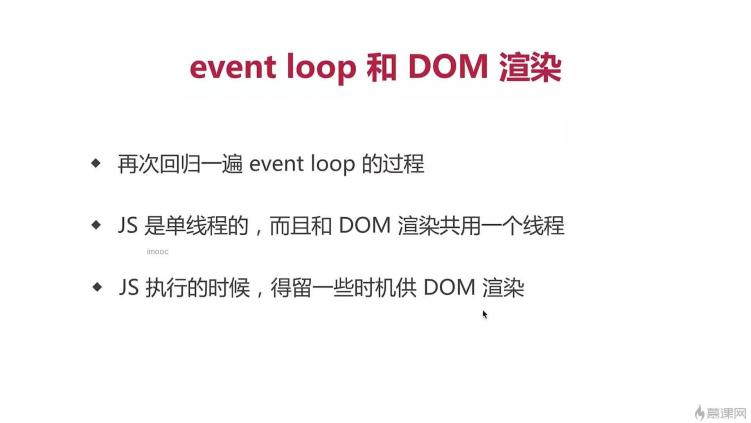 event loop 和 DOM 渲染
◆ 再次回归一遍 event loop 的过程
◆ JS 是单线程的，而且和 DOM 渲染共用一个线程
imooc
◆ JS 执行的时候，得留一些时机供 DOM 渲染
慕课网